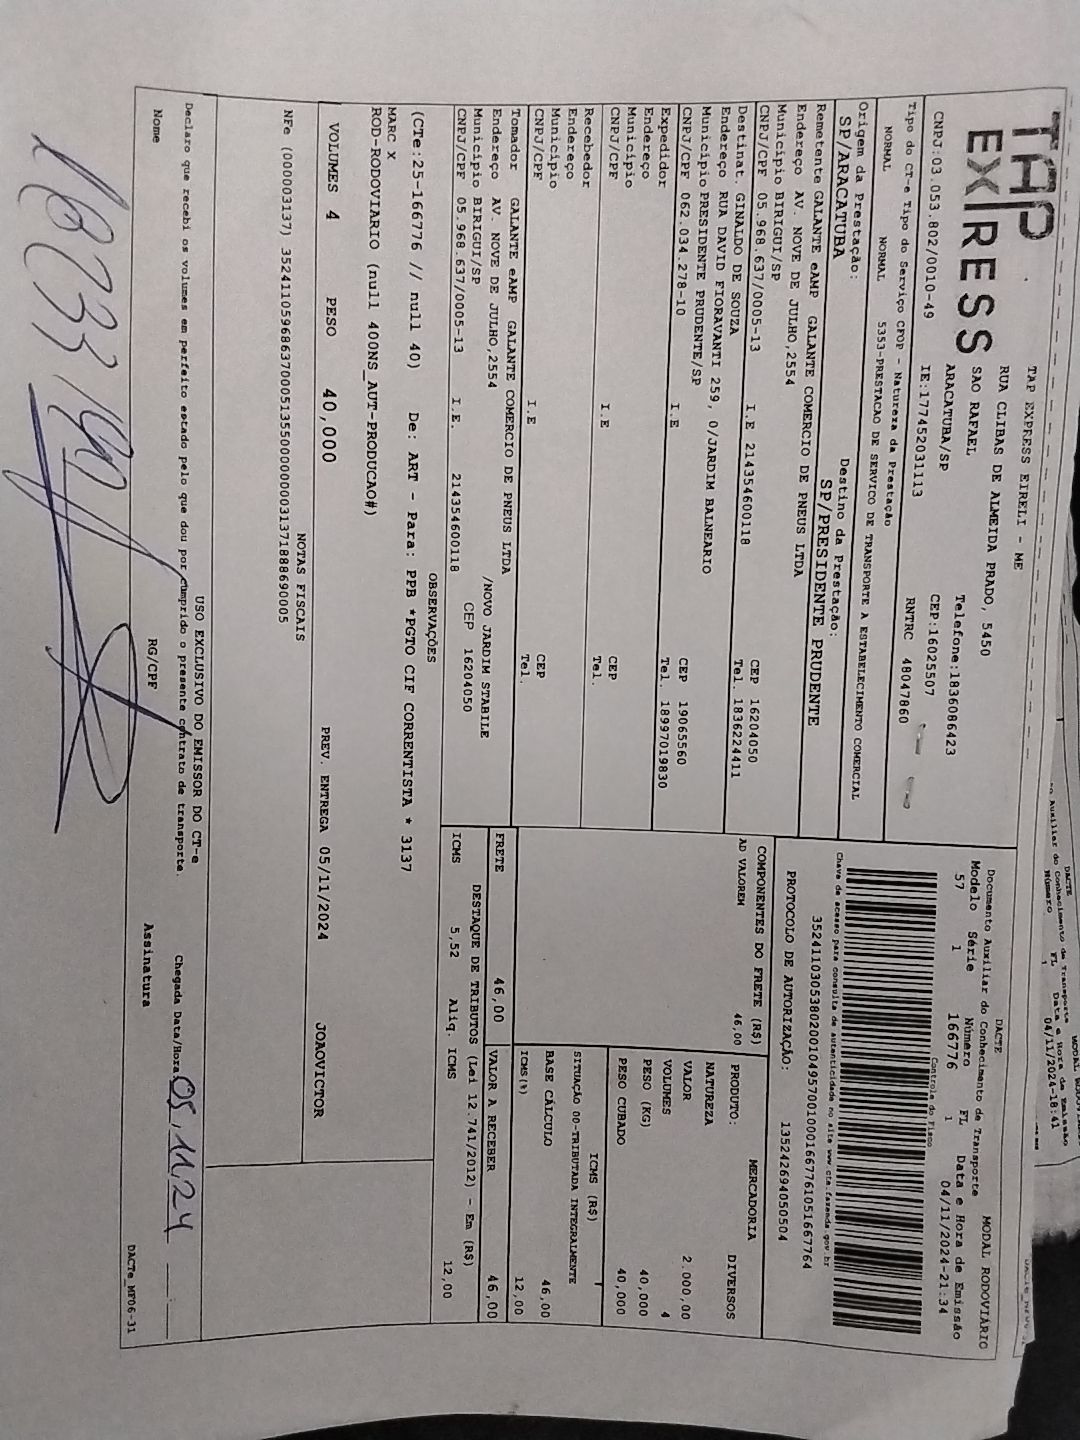 TAP
EXPRESS
TAP EXPRESS EIRELI - ME
RUA CLIBAS DE ALMEIDA PRADO, 5450
SAO RAFAEL
Telefone:1836086423
ARACATUBA/SP
CEP:16025507
CNPJ:03.053.802/0010-49 IE:177452031113 RNTRC 48047860
Tipo do CT-e Tipo do Serviço CFOP - Natureza da Prestação
NORMAL NORMAL 5353-PRESTACAO DE SERVICO DE TRANSPORTE A ESTABELECIMENTO COMERCIAL
Origem da Prestação: Destino da Prestação:
SP/ARACATUBA SP/PRESIDENTE PRUDENTE
Remetente GALANTE eAMP GALANTE COMERCIO DE PNEUS LTDA
Endereço AV. NOVE DE JULHO,2554
Municipio BIRIGUI/SP CEP 16204050
CNPJ/CPF 05.968.637/0005-13 I.E 214354600118 Tel. 1836224411
Destinat. GINALDO DE SOUZA
Endereço RUA DAVID FIORAVANTI 259, 0/JARDIM BALNEARIO
Município PRESIDENTE PRUDENTE/SP CEP 19065560
CNPJ/CPF 062.034.278-10 I.E Tel. 18997019830
Expedidor
Endereço
Município CEP
CNPJ/CPF I.E Tel.
Recebedor
Endereço
Município CEP
CNPJ/CPF I.E Tel.
Tomador GALANTE eAMP GALANTE COMERCIO DE PNEUS LTDA
Endereço AV. NOVE DE JULHO,2554 /NOVO JARDIM STABILE
Município BIRIGUI/SP CEP 16204050
CNPJ/CPF 05.968.637/0005-13 I.E. 214354600118
DACTE MODAL RODOVIÁRIO
Documento Auxiliar do Conhecimento de Transporte
Modelo Série Número FL Data e Hora de Emissão
57 1 166776 1 04/11/2024-21:34
Controle do Fisco
Chave de acesso para consulta de autenticidade no site www.cte.fazenda.gov.br
35241103053802001049570010001667761051667764
PROTOCOLO DE AUTORIZAÇÃO: 135242694050504
COMPONENTES DO FRETE (R$)
AD VALOREM 46,00
PRODUTO: MERCADORIA
NATUREZA DIVERSOS
VALOR 2.000,00
VOLUMES 4
PESO (KG) 40,000
PESO CUBADO 40,000
ICMS (R$)
SITUAÇÃO 00-TRIBUTADA INTEGRALMENTE
BASE CÁLCULO 46,00
ICMS(%) 12,00
FRETE 46,00 VALOR A RECEBER 46,00
DESTAQUE DE TRIBUTOS (Lei 12.741/2012) - Em (R$)
ICMS 5,52 Aliq. ICMS 12,00
OBSERVAÇÕES
(CTe:25-166776 // null 40) De: ART - Para: PPB *PGTO CIF CORRENTISTA * 3137
MARC X
ROD-RODOVIARIO (null 400NS_AUT-PRODUCAO#)
VOLUMES 4 PESO 40,000 PREV. ENTREGA 05/11/2024 JOAOVICTOR
NOTAS FISCAIS
NFe (000003137) 35241105968637000513550000000031371888690005
USO EXCLUSIVO DO EMISSOR DO CT-e
Declaro que recebi os volumes em perfeito estado pelo que dou por cumprido o presente contrato de transporte. Chegada Data/Hora: 05,11,24
Nome RG/CPF Assinatura
DACTe_MF06-31
DACTE MODAL
Conhecimento de Transporte
Número FL Data e Hora de Emissão
1 04/11/2024-18:41